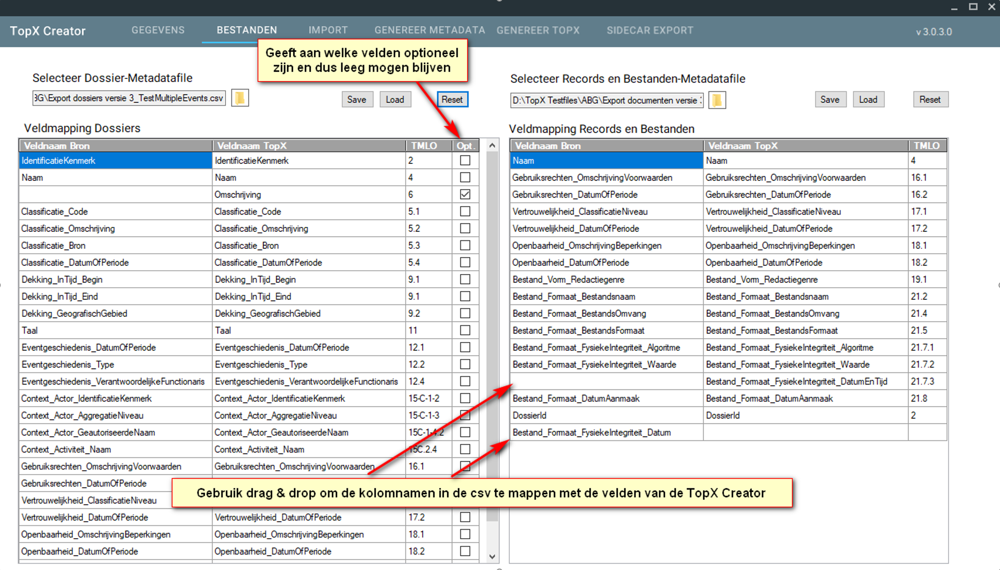 TopX Creator GEGEVENS BESTANDEN IMPORT GENEREER METADATA GENEREER TOPX SIDECAR EXPORT v 3.0.3.0
Geeft aan welke velden optioneel
zijn en dus leeg mogen blijven
Selecteer Dossier-Metadatafile
3G\Export dossiers versie 3_TestMultipleEvents.csv Save Load Reset
Veldmapping Dossiers
Veldnaam Bron Veldnaam TopX TMLO Opt.
IdentificatieKenmerk IdentificatieKenmerk 2
Naam Naam 4
Omschrijving 6
Classificatie_Code Classificatie_Code 5.1
Classificatie_Omschrijving Classificatie_Omschrijving 5.2
Classificatie_Bron Classificatie_Bron 5.3
Classificatie_DatumOfPeriode Classificatie_DatumOfPeriode 5.4
Dekking_InTijd_Begin Dekking_InTijd_Begin 9.1
Dekking_InTijd_Eind Dekking_InTijd_Eind 9.1
Dekking_GeografischGebied Dekking_GeografischGebied 9.2
Taal Taal 11
Eventgeschiedenis_DatumOfPeriode Eventgeschiedenis_DatumOfPeriode 12.1
Eventgeschiedenis_Type Eventgeschiedenis_Type 12.2
Eventgeschiedenis_VerantwoordelijkeFunctionaris Eventgeschiedenis_VerantwoordelijkeFunctionaris 12.4
Context_Actor_IdentificatieKenmerk Context_Actor_IdentificatieKenmerk 15-C-1-2
Context_Actor_AggregatieNiveau Context_Actor_AggregatieNiveau 15-C-1-3
Context_Actor_GeautoriseerdeNaam Context_Actor_GeautoriseerdeNaam 15C-1-4.2
Context_Activiteit_Naam Context_Activiteit_Naam 15C.2.4
Gebruiksrechten_OmschrijvingVoorwaarden Gebruiksrechten_OmschrijvingVoorwaarden 16.1
Gebruiksrechten_DatumOfPeriode
Vertrouwelijkheid_ClassificatieNiveau
Vertrouwelijkheid_DatumOfPeriode Vertrouwelijkheid_DatumOfPeriode 17.2
Openbaarheid_OmschrijvingBeperkingen Openbaarheid_OmschrijvingBeperkingen 18.1
Openbaarheid_DatumOfPeriode Openbaarheid_DatumOfPeriode 18.2
Selecteer Records en Bestanden-Metadatafile
D:\TopX Testfiles\ABG\Export documenten versie Save Load Reset
Veldmapping Records en Bestanden
Veldnaam Bron Veldnaam TopX TMLO
Naam Naam 4
Gebruiksrechten_OmschrijvingVoorwaarden Gebruiksrechten_OmschrijvingVoorwaarden 16.1
Gebruiksrechten_DatumOfPeriode Gebruiksrechten_DatumOfPeriode 16.2
Vertrouwelijkheid_ClassificatieNiveau Vertrouwelijkheid_ClassificatieNiveau 17.1
Vertrouwelijkheid_DatumOfPeriode Vertrouwelijkheid_DatumOfPeriode 17.2
Openbaarheid_OmschrijvingBeperkingen Openbaarheid_OmschrijvingBeperkingen 18.1
Openbaarheid_DatumOfPeriode Openbaarheid_DatumOfPeriode 18.2
Bestand_Vorm_Redactiegenre Bestand_Vorm_Redactiegenre 19.1
Bestand_Formaat_Bestandsnaam Bestand_Formaat_Bestandsnaam 21.2
Bestand_Formaat_BestandsOmvang Bestand_Formaat_BestandsOmvang 21.4
Bestand_Formaat_BestandsFormaat Bestand_Formaat_BestandsFormaat 21.5
Bestand_Formaat_FysiekeIntegriteit_Algoritme Bestand_Formaat_FysiekeIntegriteit_Algoritme 21.7.1
Bestand_Formaat_FysiekeIntegriteit_Waarde Bestand_Formaat_FysiekeIntegriteit_Waarde 21.7.2
Bestand_Formaat_FysiekeIntegriteit_DatumEnTijd 21.7.3
Bestand_Formaat_DatumAanmaak Bestand_Formaat_DatumAanmaak 21.8
DossierId DossierId 2
Bestand_Formaat_FysiekeIntegriteit_Datum
Gebruik drag & drop om de kolomnamen in de csv te mappen met de velden van de TopX Creator